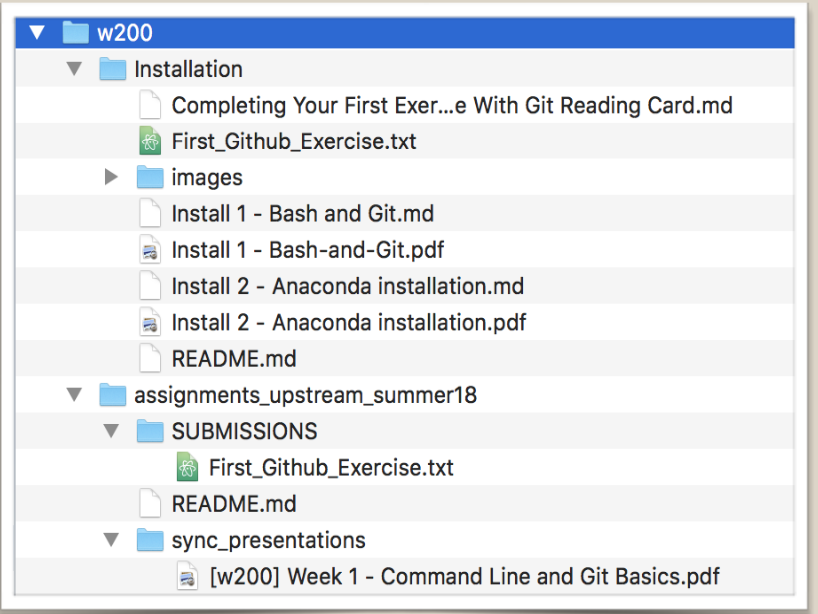 w200
Installation
Completing Your First Exer...e With Git Reading Card.md
First_Github_Exercise.txt
images
Install 1 - Bash and Git.md
Install 1 - Bash-and-Git.pdf
Install 2 - Anaconda installation.md
Install 2 - Anaconda installation.pdf
README.md
assignments_upstream_summer18
SUBMISSIONS
First_Github_Exercise.txt
README.md
sync_presentations
[w200] Week 1 - Command Line and Git Basics.pdf